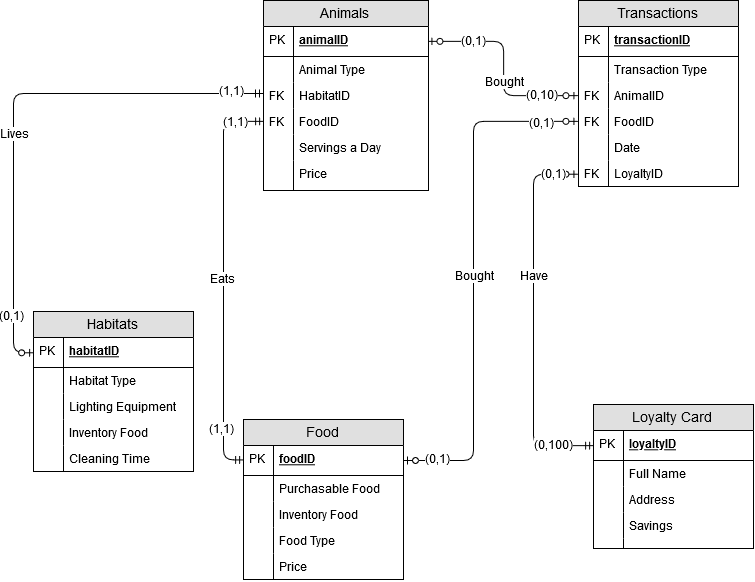 Animals
PK animalID
Animal Type
FK HabitatID
FK FoodID
Servings a Day
Price
Transactions
PK transactionID
Transaction Type
FK AnimalID
FK FoodID
Date
FK LoyaltyID
(0,1)
Bought
(0,10)
(1,1)
(1,1)
(0,1)
(0,1)
Lives
Eats
Bought
Have
(0,1)
Habitats
PK habitatID
Habitat Type
Lighting Equipment
Inventory Food
Cleaning Time
(1,1)
Food
PK foodID
Purchasable Food
Inventory Food
Food Type
Price
(0,1)
(0,100)
Loyalty Card
PK loyaltyID
Full Name
Address
Savings